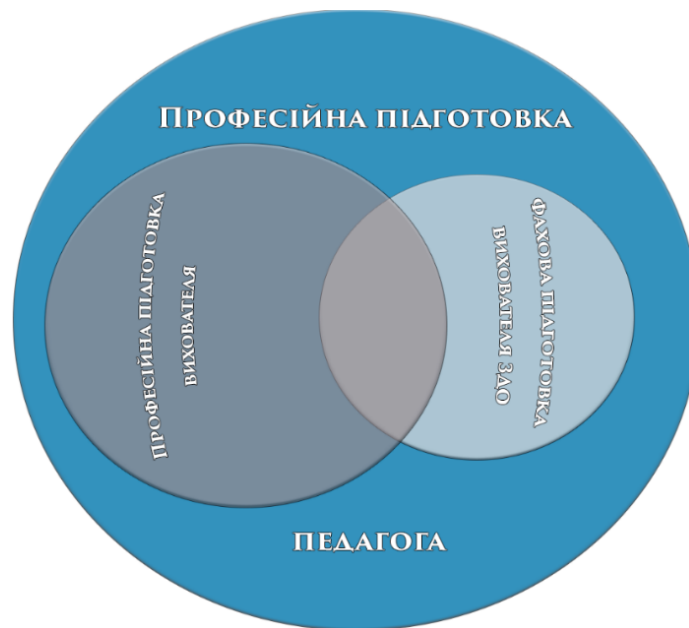 ПРОФЕСІЙНА ПІДГОТОВКА
ПРОФЕСІЙНА ПІДГОТОВКА
ВИХОВАТЕЛЯ
ФАХОВА ПІДГОТОВКА
ВИХОВАТЕЛЯ ЗДО
ПЕДАГОГА